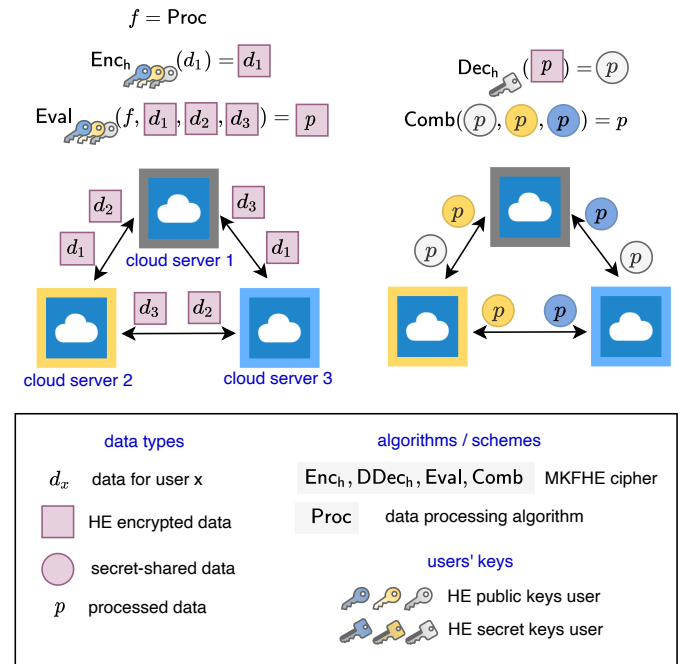 f = Proc
Enc_h(d_1) = d_1
Eval(f, d_1, d_2, d_3) = p
Dec_h(p) = p
Comb(p, p, p) = p
d_2
d_1
d_3
d_1
cloud server 1
d_3 d_2
cloud server 2
cloud server 3
p
p
p
p
p p
data types
d_x data for user x
HE encrypted data
secret-shared data
p processed data
algorithms / schemes
Enc_h, DDec_h, Eval, Comb MKFHE cipher
Proc data processing algorithm
users' keys
HE public keys user
HE secret keys user